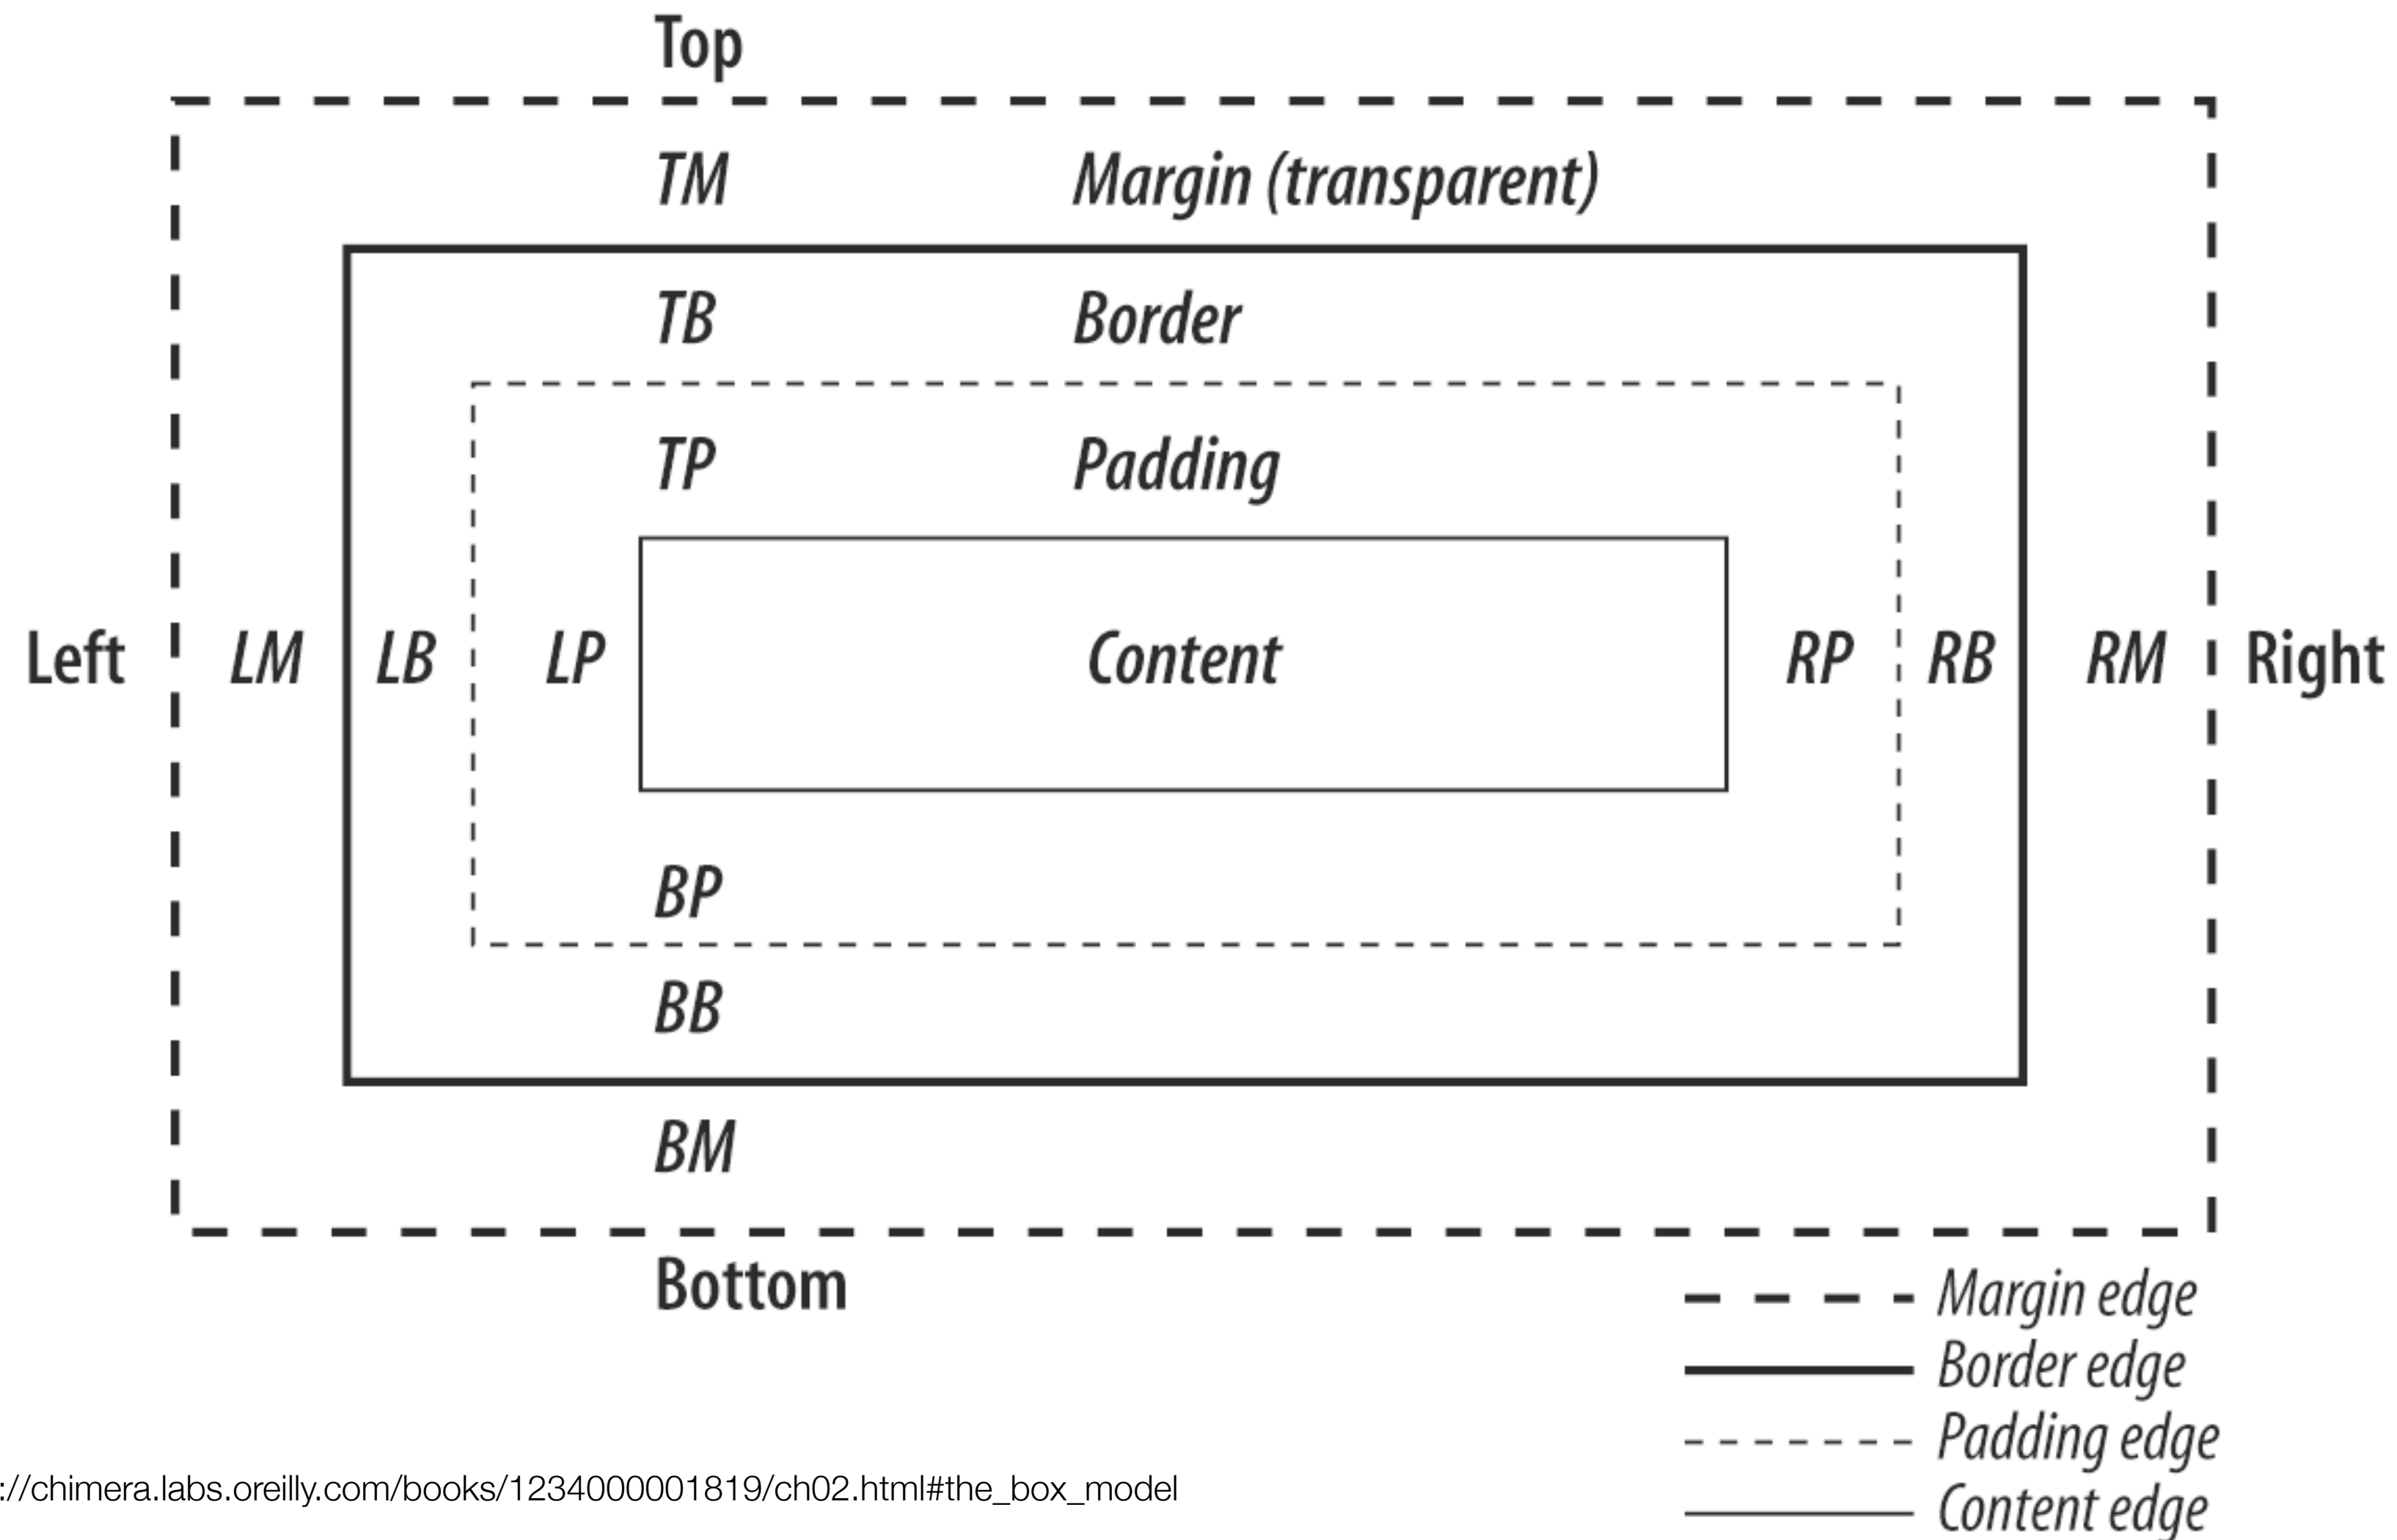 Top
TM Margin (transparent)
TB Border
TP Padding
Left LM LB LP Content RP RB RM Right
BP
BB
BM
Bottom
Margin edge
Border edge
Padding edge
Content edge
://chimera.labs.oreilly.com/books/1234000001819/ch02.html#the_box_model